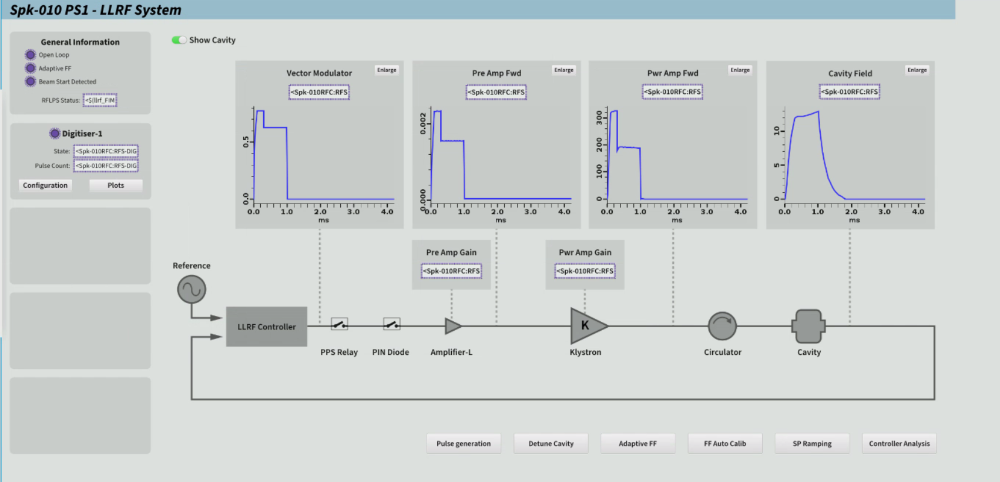 Spk-010 PS1 - LLRF System
General Information
Open Loop
Adaptive FF
Beam Start Detected
RFLPS Status: <$(llrf_FIM
Digitiser-1
State: <Spk-010RFC:RFS-DIG
Pulse Count: <Spk-010RFC:RFS-DIG
Configuration Plots
Show Cavity
Vector Modulator Enlarge
<Spk-010RFC:RFS
0.5
0.0
0.0 1.0 2.0 3.0 4.0
ms
Pre Amp Fwd Enlarge
<Spk-010RFC:RFS
0.002
0.000
0.0 1.0 2.0 3.0 4.0
ms
Pwr Amp Fwd Enlarge
<Spk-010RFC:RFS
300
200
100
0
0.0 1.0 2.0 3.0 4.0
ms
Cavity Field Enlarge
<Spk-010RFC:RFS
10
5
0
0.0 1.0 2.0 3.0 4.0
ms
Pre Amp Gain
<Spk-010RFC:RFS
Pwr Amp Gain
<Spk-010RFC:RFS
Reference
LLRF Controller
K
PPS Relay PIN Diode Amplifier-L Klystron Circulator Cavity
Pulse generation Detune Cavity Adaptive FF FF Auto Calib SP Ramping Controller Analysis